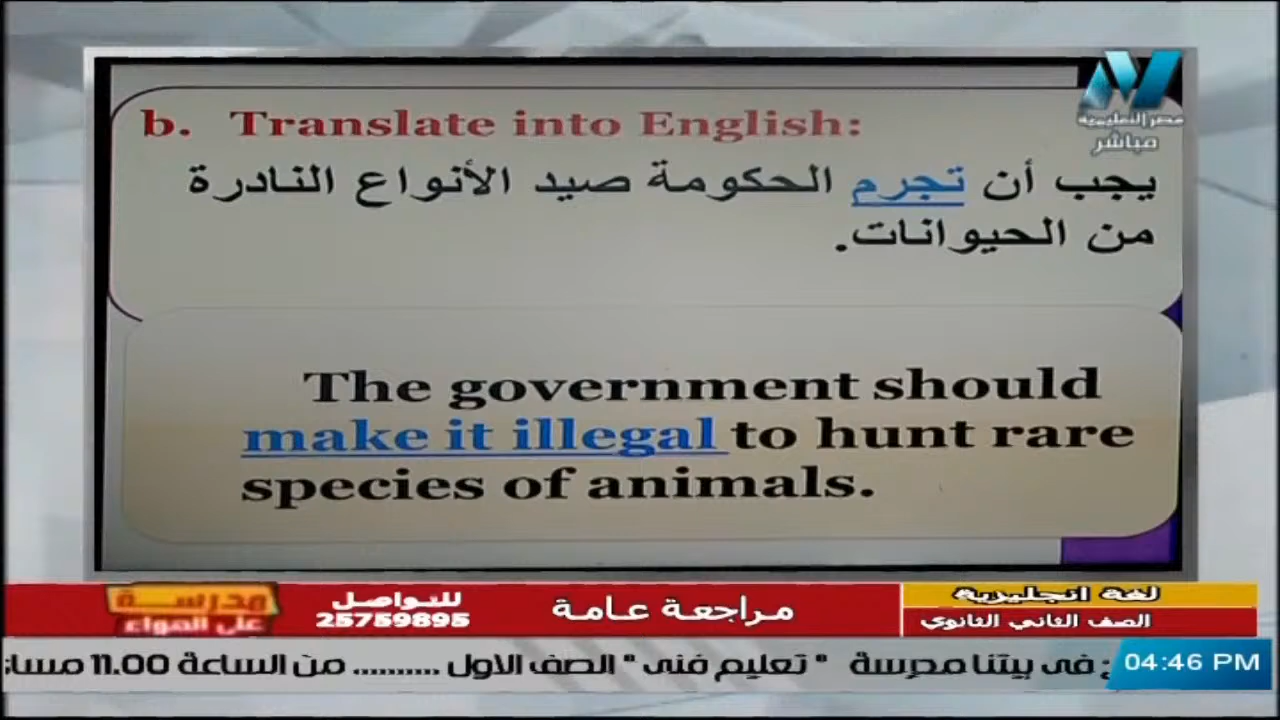 b. Translate into English:
يجب أن تجرم الحكومة صيد الأنواع النادرة
من الحيوانات.
The government should
make it illegal to hunt rare
species of animals.
مصر التعليمية
مباشر
لغة انجليزية
الصف الثاني الثانوي
مراجعة عامة
للتواصل
25759895
مدرسة
على الهواء
04:46 PM
فى بيتنا مدرسة " تعليم فنى " الصف الاول .......... من الساعة 11.00